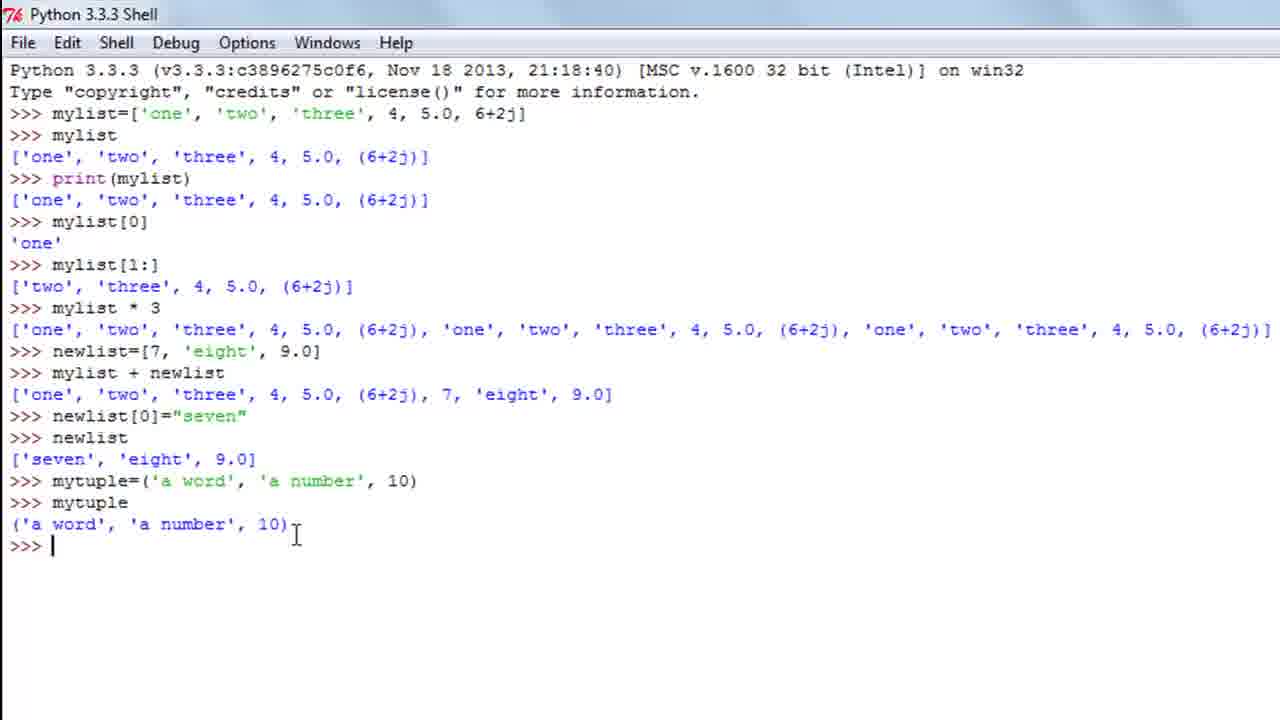 Python 3.3.3 Shell
File Edit Shell Debug Options Windows Help
Python 3.3.3 (v3.3.3:c3896275c0f6, Nov 18 2013, 21:18:40) [MSC v.1600 32 bit (Intel)] on win32
Type "copyright", "credits" or "license()" for more information.
>>> mylist=['one', 'two', 'three', 4, 5.0, 6+2j]
>>> mylist
['one', 'two', 'three', 4, 5.0, (6+2j)]
>>> print(mylist)
['one', 'two', 'three', 4, 5.0, (6+2j)]
>>> mylist[0]
'one'
>>> mylist[1:]
['two', 'three', 4, 5.0, (6+2j)]
>>> mylist * 3
['one', 'two', 'three', 4, 5.0, (6+2j), 'one', 'two', 'three', 4, 5.0, (6+2j), 'one', 'two', 'three', 4, 5.0, (6+2j)]
>>> newlist=[7, 'eight', 9.0]
>>> mylist + newlist
['one', 'two', 'three', 4, 5.0, (6+2j), 7, 'eight', 9.0]
>>> newlist[0]="seven"
>>> newlist
['seven', 'eight', 9.0]
>>> mytuple=('a word', 'a number', 10)
>>> mytuple
('a word', 'a number', 10)
>>>